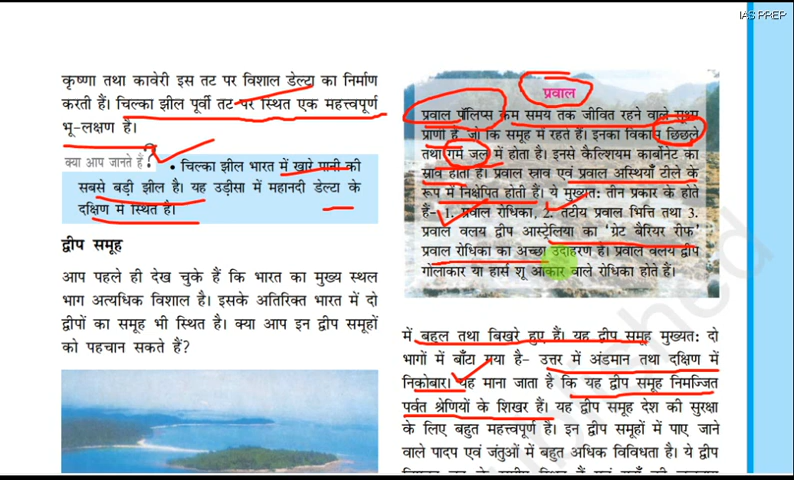 IAS PREP
कृष्णा तथा कावेरी इस तट पर विशाल डेल्टा का निर्माण
करती हैं। चिल्का झील पूर्वी तट पर स्थित एक महत्त्वपूर्ण
भू-लक्षण है।
क्या आप जानते हैं?
• चिल्का झील भारत में खारे पानी की
सबसे बड़ी झील है। यह उड़ीसा में महानदी डेल्टा के
दक्षिण में स्थित है।
द्वीप समूह
आप पहले ही देख चुके हैं कि भारत का मुख्य स्थल
भाग अत्यधिक विशाल है। इसके अतिरिक्त भारत में दो
द्वीपों का समूह भी स्थित है। क्या आप इन द्वीप समूहों
को पहचान सकते हैं?
प्रवाल
प्रवाल पॉलिप्स कम समय तक जीवित रहने वाले सूक्ष्म
प्राणी हैं, जो कि समूह में रहते हैं। इनका विकास छिछले
तथा गर्म जल में होता है। इनसे कैल्शियम कार्बोनेट का
स्राव होता है। प्रवाल स्राव एवं प्रवाल अस्थियाँ टीले के
रूप में निक्षेपित होती हैं। ये मुख्यत: तीन प्रकार के होते
हैं- 1. प्रवाल रोधिका, 2. तटीय प्रवाल भित्ति तथा 3.
प्रवाल वलय द्वीप आस्ट्रेलिया का 'ग्रेट बैरियर रीफ'
प्रवाल रोधिका का अच्छा उदाहरण है। प्रवाल वलय द्वीप
गोलाकार या हार्स शू आकार वाले रोधिका होते हैं।
में बहुल तथा बिखरे हुए हैं। यह द्वीप समूह मुख्यत: दो
भागों में बाँटा गया है- उत्तर में अंडमान तथा दक्षिण में
निकोबार। यह माना जाता है कि यह द्वीप समूह निमज्जित
पर्वत श्रेणियों के शिखर हैं। यह द्वीप समूह देश की सुरक्षा
के लिए बहुत महत्त्वपूर्ण है। इन द्वीप समूहों में पाए जाने
वाले पादप एवं जंतुओं में बहुत अधिक विविधता है। ये द्वीप